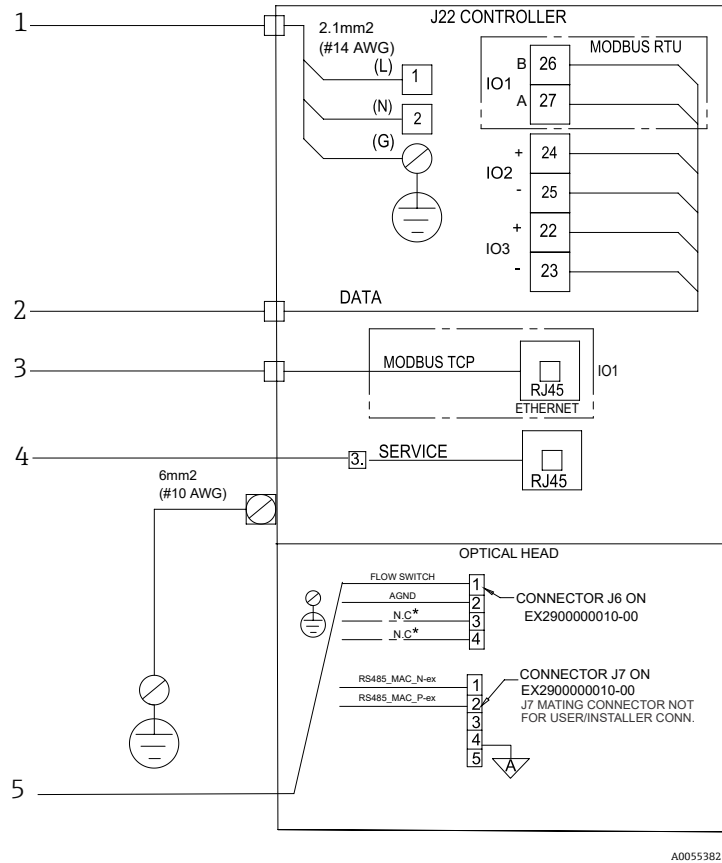 1
J22 CONTROLLER
2.1mm2
(#14 AWG)
(L)
1
(N)
2
(G)
MODBUS RTU
IO1
B
26
A
27
IO2
+
24
-
25
IO3
+
22
-
23
2
DATA
3
MODBUS TCP
RJ45
ETHERNET
IO1
4
3.
SERVICE
RJ45
6mm2
(#10 AWG)
OPTICAL HEAD
FLOW SWITCH
1
AGND
2
N.C*
3
N.C*
4
CONNECTOR J6 ON
EX2900000010-00
RS485_MAC_N-ex
1
RS485_MAC_P-ex
2
3
4
5
CONNECTOR J7 ON
EX2900000010-00
J7 MATING CONNECTOR NOT
FOR USER/INSTALLER CONN.
A
5
A0055382